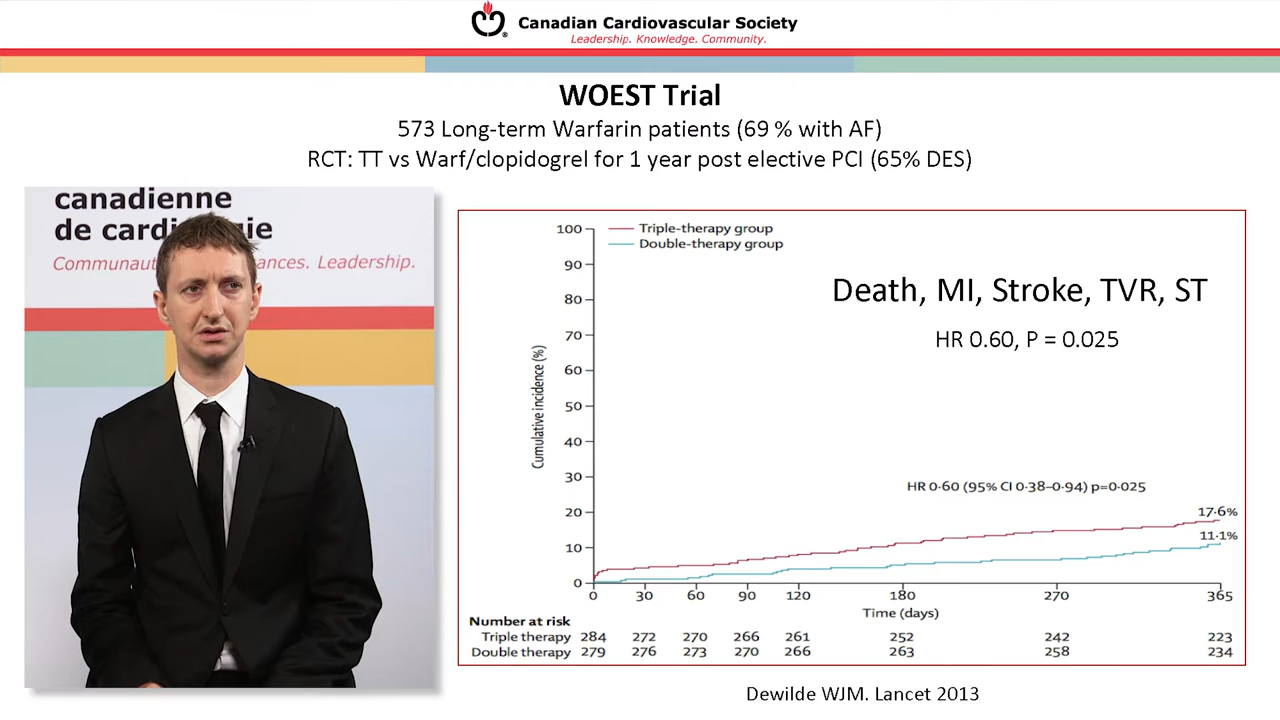 Canadian Cardiovascular Society
Leadership. Knowledge. Community.
WOEST Trial
573 Long-term Warfarin patients (69 % with AF)
RCT: TT vs Warf/clopidogrel for 1 year post elective PCI (65% DES)
canadienne
de cardi gie
Communaut ances. Leadership.
Triple-therapy group
Double-therapy group
Death, MI, Stroke, TVR, ST
HR 0.60, P = 0.025
Cumulative incidence (%)
100
90
80
70
60
50
40
30
20
10
0
HR 0·60 (95% CI 0·38–0·94) p=0·025
17·6%
11·1%
0 30 60 90 120 180 270 365
Time (days)
Number at risk
Triple therapy 284 272 270 266 261 252 242 223
Double therapy 279 276 273 270 266 263 258 234
Dewilde WJM. Lancet 2013